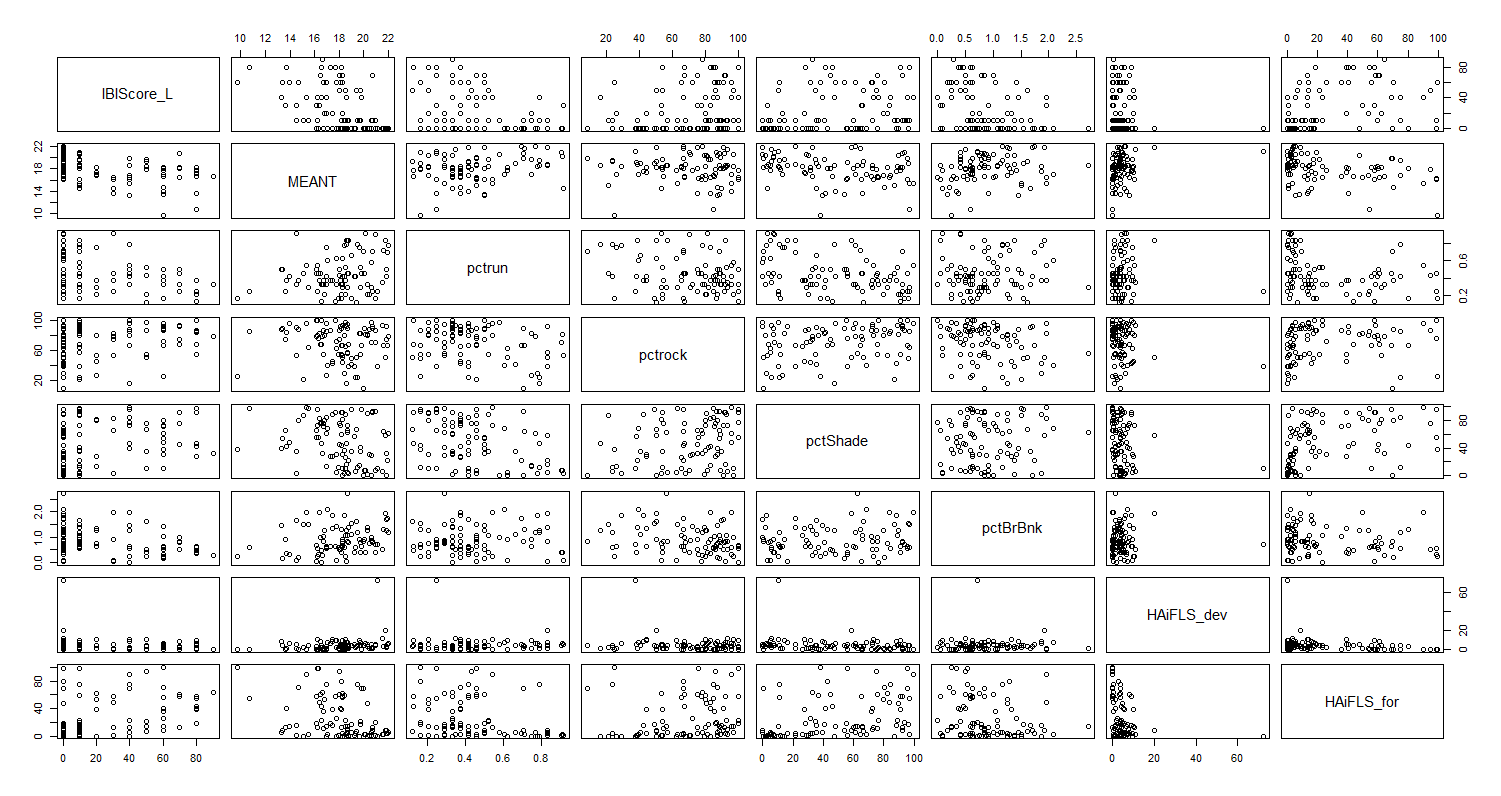 10 12 14 16 18 20 22 20 40 60 80 100 0.0 0.5 1.0 1.5 2.0 2.5 0 20 40 60 80 100
IBIScore_L 0 40 80
10 14 18 22 MEANT
pctrun 0.2 0.6
20 60 100 pctrock
pctShade 0 40 80
0.0 1.0 2.0 pctBrBnk
HAiFLS_dev 0 20 60
0 40 80 HAiFLS_for
0 20 40 60 80 0.2 0.4 0.6 0.8 0 20 40 60 80 100 0 20 40 60